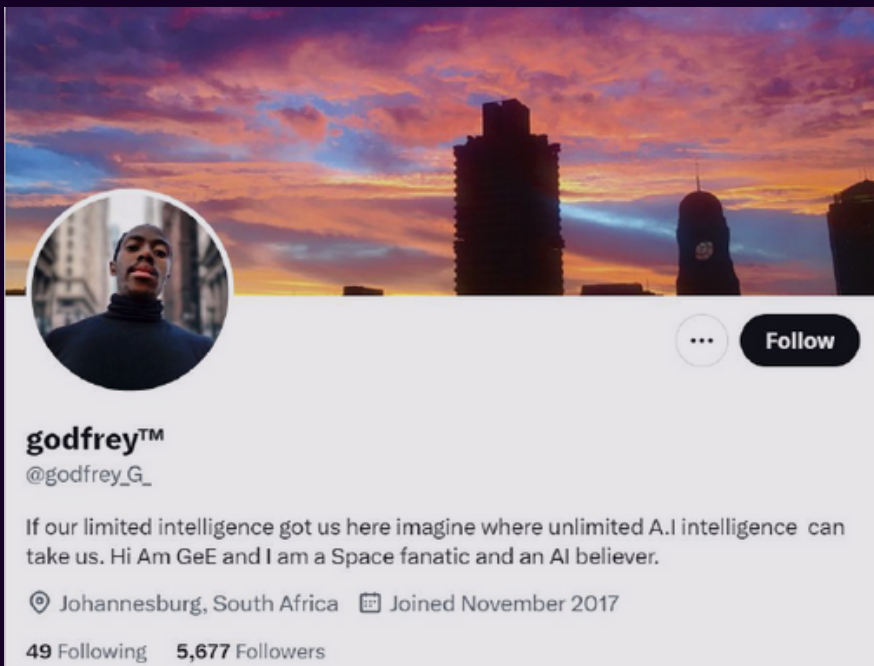 Follow
godfrey™
@godfrey_G_
If our limited intelligence got us here imagine where unlimited A.I intelligence can
take us. Hi Am GeE and I am a Space fanatic and an AI believer.
Johannesburg, South Africa Joined November 2017
49 Following 5,677 Followers